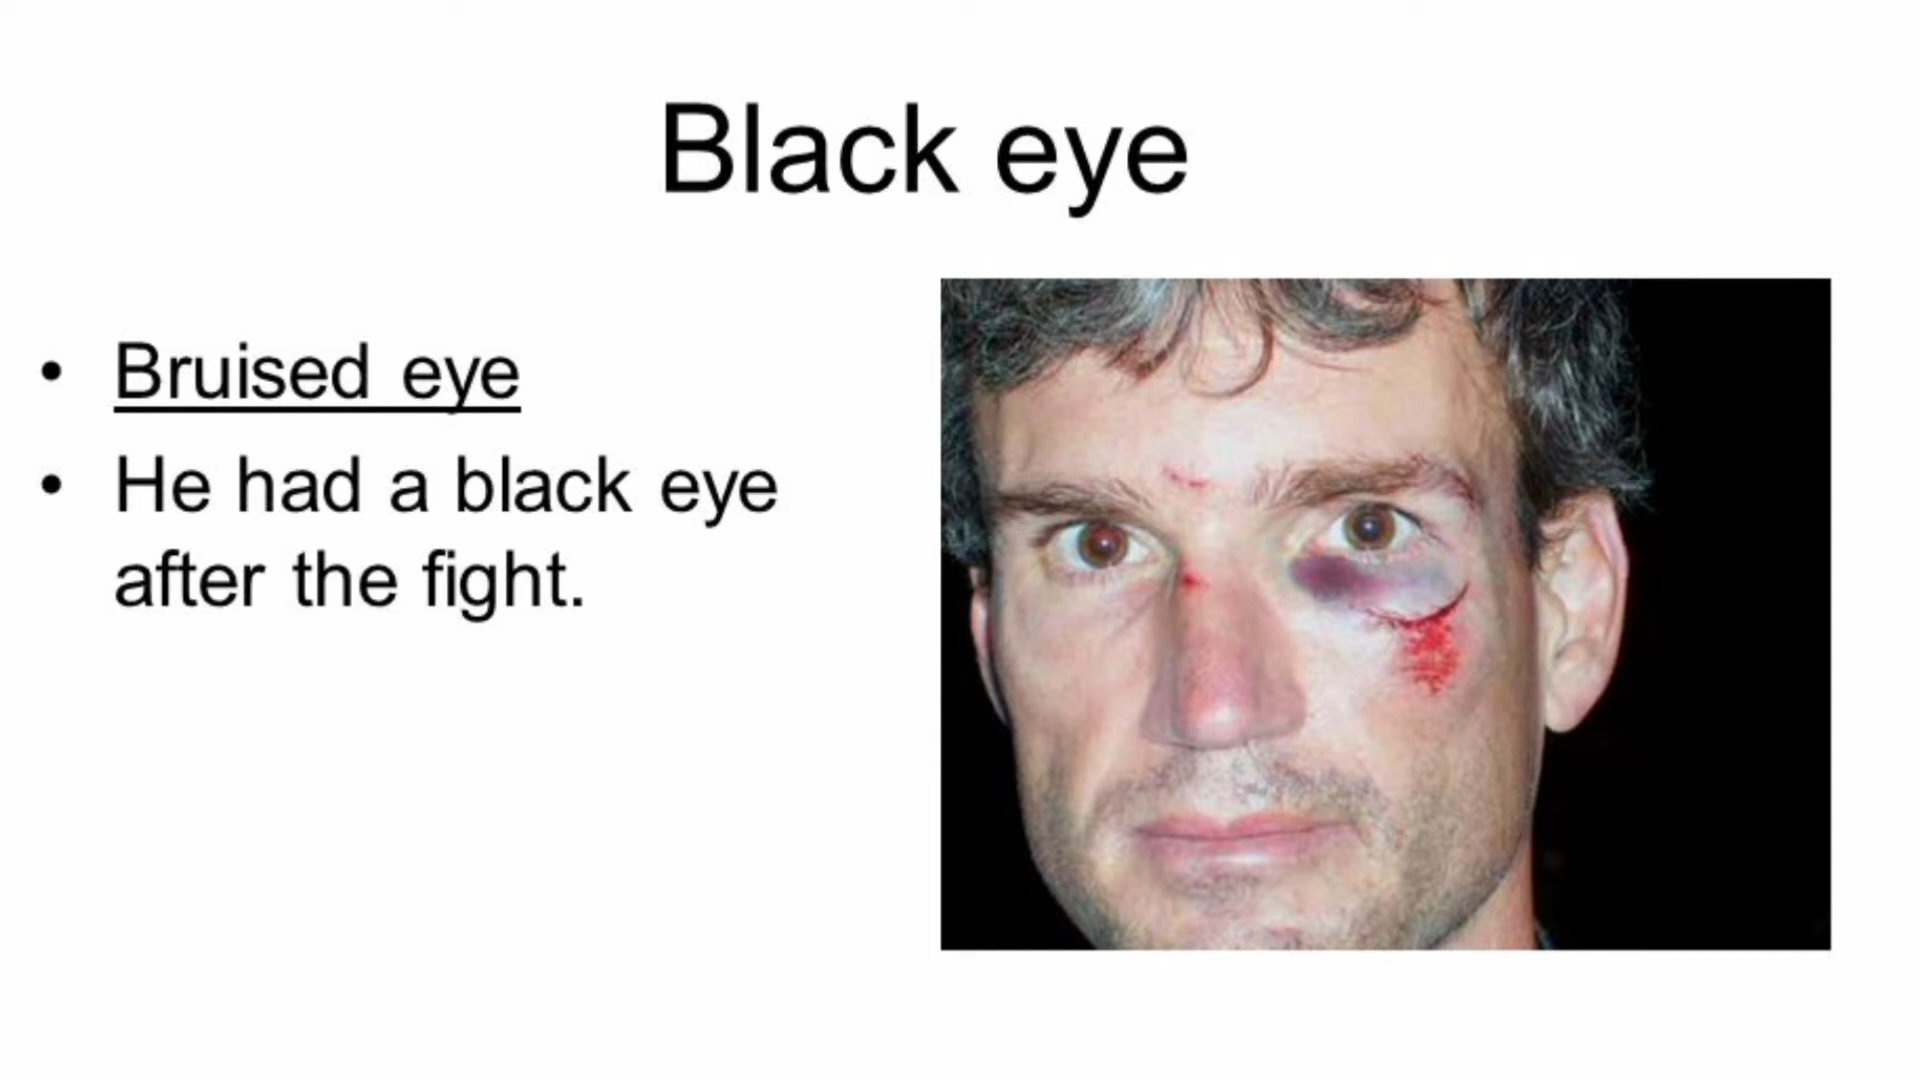 Black eye
• Bruised eye
• He had a black eye
after the fight.